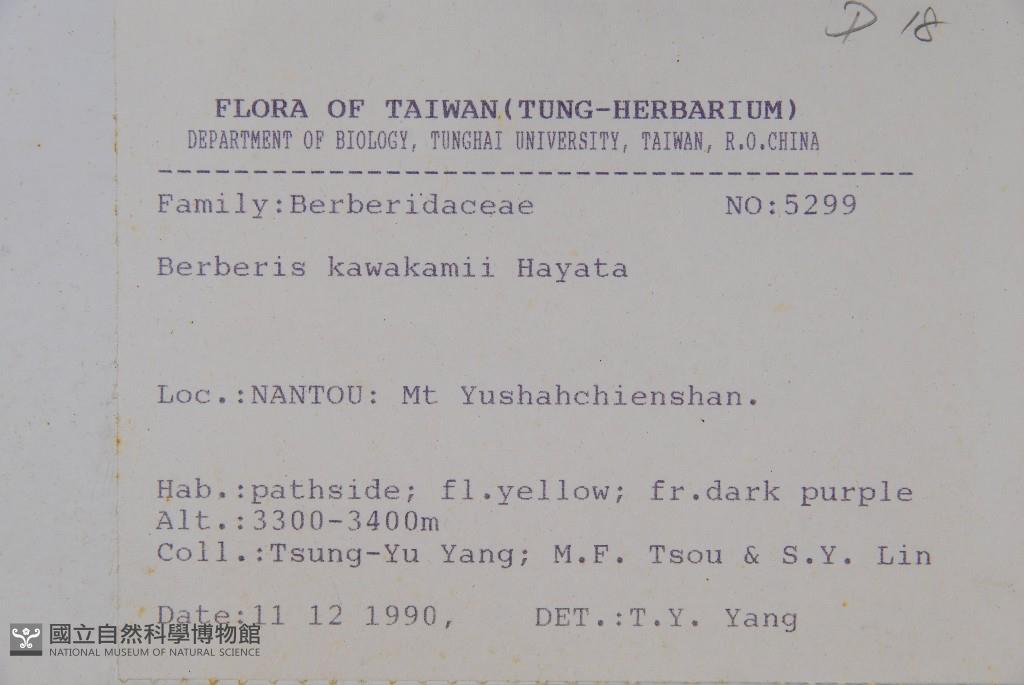 D 18
FLORA OF TAIWAN(TUNG-HERBARIUM)
DEPARTMENT OF BIOLOGY, TUNGHAI UNIVERSITY, TAIWAN, R.O.CHINA
Family:Berberidaceae NO:5299
Berberis kawakamii Hayata
Loc.:NANTOU: Mt Yushahchienshan.
Hab.:pathside; fl.yellow; fr.dark purple
Alt.:3300-3400m
Coll.:Tsung-Yu Yang; M.F. Tsou & S.Y. Lin
Date:11 12 1990, DET.:T.Y. Yang
國立自然科學博物館
NATIONAL MUSEUM OF NATURAL SCIENCE